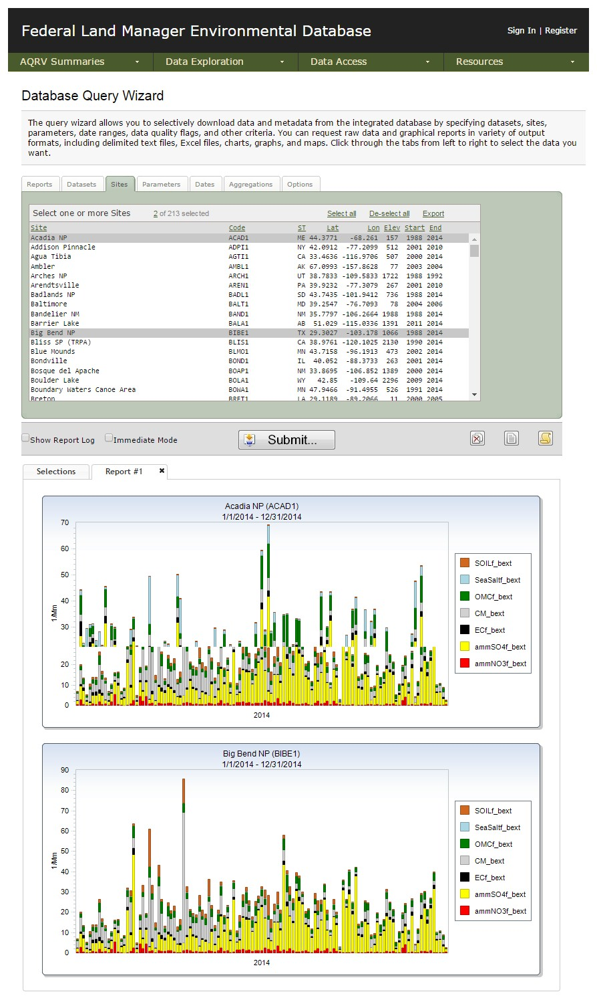 Federal Land Manager Environmental Database
Sign In | Register
AQRV Summaries Data Exploration Data Access Resources
Database Query Wizard
The query wizard allows you to selectively download data and metadata from the integrated database by specifying datasets, sites,
parameters, date ranges, data quality flags, and other criteria. You can request raw data and graphical reports in variety of output
formats, including delimited text files, Excel files, charts, graphs, and maps. Click through the tabs from left to right to select the data you
want.
Reports Datasets Sites Parameters Dates Aggregations Options
Select one or more Sites 2 of 213 selected Select all De-select all Export
Site Code ST Lat Lon Elev Start End
Acadia NP ACAD1 ME 44.3771 -68.261 157 1988 2014
Addison Pinnacle ADPI1 NY 42.0912 -77.2099 512 2001 2010
Agua Tibia AGTI1 CA 33.4636 -116.9706 507 2000 2014
Ambler AMBL1 AK 67.0993 -157.8628 77 2003 2004
Arches NP ARCH1 UT 38.7833 -109.5833 1722 1988 1992
Arendtsville AREN1 PA 39.9232 -77.3079 267 2001 2010
Badlands NP BADL1 SD 43.7435 -101.9412 736 1988 2014
Baltimore BALT1 MD 39.2547 -76.7093 78 2004 2006
Bandelier NM BAND1 NM 35.7797 -106.2664 1988 1988 2014
Barrier Lake BALA1 AB 51.029 -115.0336 1391 2011 2014
Big Bend NP BIBE1 TX 29.3027 -103.178 1066 1988 2014
Bliss SP (TRPA) BLIS1 CA 38.9761 -120.1025 2130 1990 2014
Blue Mounds BLMO1 MN 43.7158 -96.1913 473 2002 2014
Bondville BOND1 IL 40.052 -88.3733 263 2001 2014
Bosque del Apache BOAP1 NM 33.8695 -106.852 1389 2000 2014
Boulder Lake BOLA1 WY 42.85 -109.64 2296 2009 2014
Boundary Waters Canoe Area BOWA1 MN 47.9466 -91.4955 526 1991 2014
Breton BRET1 LA 29.1189 -89.2066 11 2000 2005
Show Report Log Immediate Mode Submit...
Selections Report #1
Acadia NP (ACAD1)
1/1/2014 - 12/31/2014
70
60
50
40
30
20
10
0
1/Mm
2014
SOILf_bext
SeaSaltf_bext
OMCf_bext
CM_bext
ECf_bext
ammSO4f_bext
ammNO3f_bext
Big Bend NP (BIBE1)
1/1/2014 - 12/31/2014
90
80
70
60
50
40
30
20
10
0
1/Mm
2014
SOILf_bext
SeaSaltf_bext
OMCf_bext
CM_bext
ECf_bext
ammSO4f_bext
ammNO3f_bext